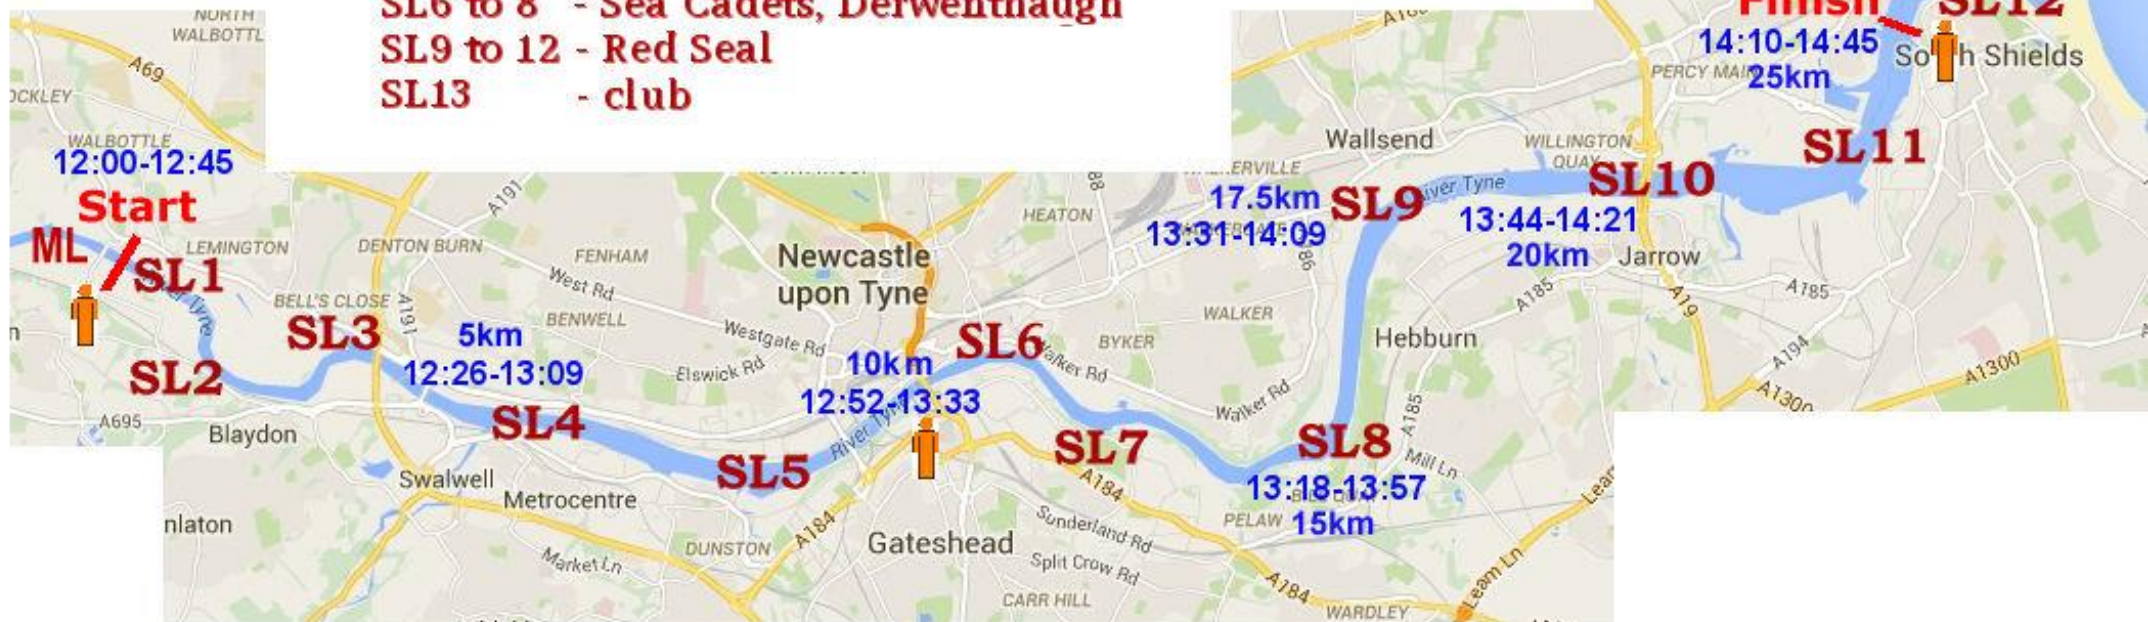 SL6 to 8 - Sea Cadets, Derwenthaugh
SL9 to 12 - Red Seal
SL13 - club
NORTH
WALBOTTL
A69
OCKLEY
WALBOTTLE
12:00-12:45
Start
ML
SL1
LEMINGTON
DENTON BURN
A191
FENHAM
West Rd
BELL'S CLOSE
A191
BENWELL
SL3
SL2
A695
Blaydon
5km
12:26-13:09
SL4
Swalwell
Metrocentre
nlaton
Market Ln
DUNSTON
A184
SL5
Westgate Rd
Elswick Rd
Newcastle
upon Tyne
10km
12:52-13:33
River Tyne
Gateshead
SL6
HEATON
BYKER
Walker Rd
WALKER
Walker Rd
SL7
A184
Sunderland Rd
Split Crow Rd
CARR HILL
A184
WARDLEY
SL8
13:18-13:57
PELAW
15km
Mill Ln
A185
Leam Ln
Hebburn
17.5km
13:31-14:09
SL9
River Tyne
Wallsend
WILLINGTON
QUAY
SL10
13:44-14:21
20km
Jarrow
A185
A19
A185
A194
A1300
A1300
SL11
PERCY MAIN
Finish
SL12
14:10-14:45
25km
South Shields